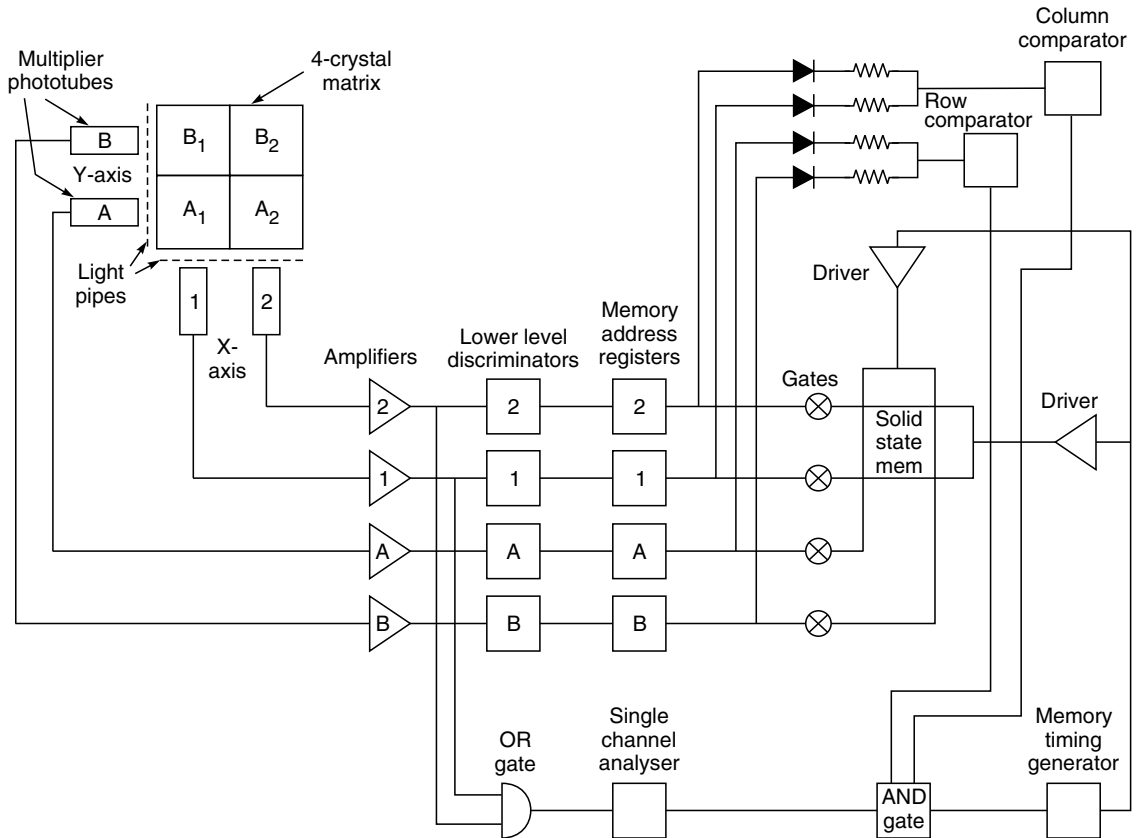 Column
comparator
Multiplier
phototubes
4-crystal
matrix
Row
comparator
B
B1
B2
Y-axis
A
A1
A2
Light
pipes
1
2
X-
axis
Driver
Amplifiers
Lower level
discriminators
Memory
address
registers
Gates
Driver
2
2
2
Solid
state
mem
1
1
1
A
A
A
B
B
B
OR
gate
Single
channel
analyser
AND
gate
Memory
timing
generator